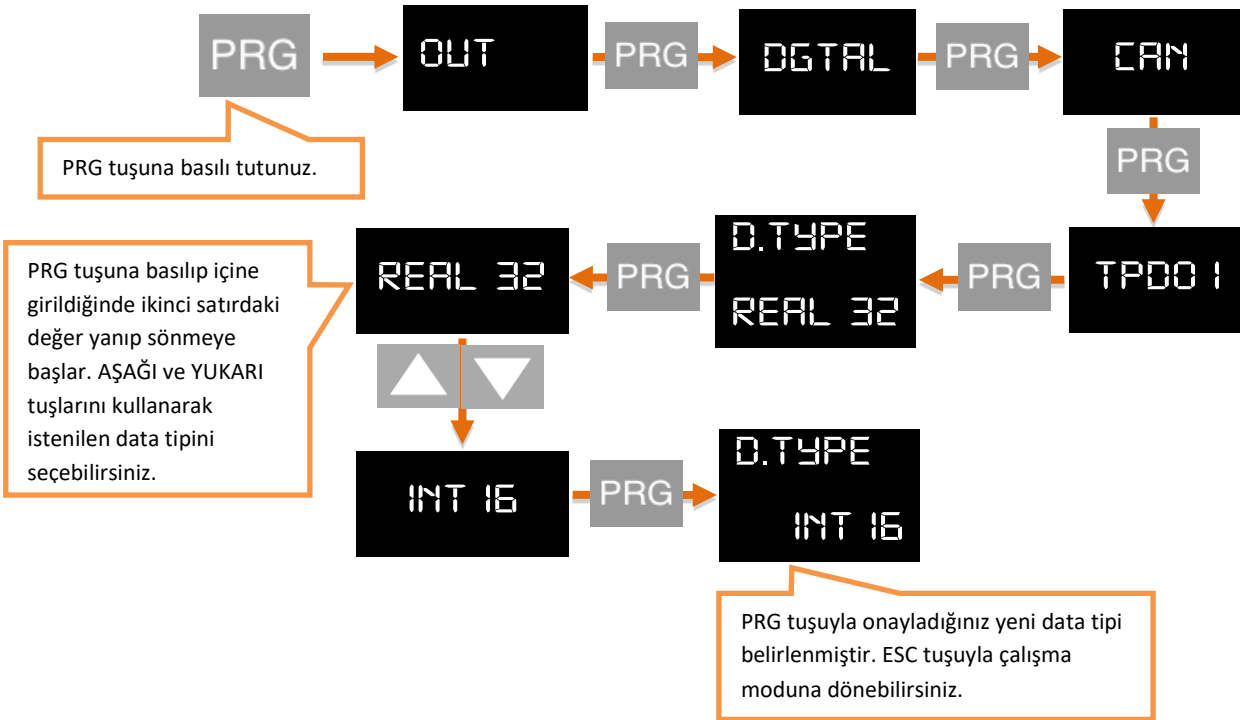 PRG
OUT
PRG
DGTAL
PRG
CAN
PRG tuşuna basılı tutunuz.
PRG
TPDO 1
PRG
D.TYPE
REAL 32
PRG
REAL 32
PRG tuşuna basılıp içine
girildiğinde ikinci satırdaki
değer yanıp sönmeye
başlar. AŞAĞI ve YUKARI
tuşlarını kullanarak
istenilen data tipini
seçebilirsiniz.
INT 16
PRG
D.TYPE
INT 16
PRG tuşuyla onayladığınız yeni data tipi
belirlenmiştir. ESC tuşuyla çalışma
moduna dönebilirsiniz.